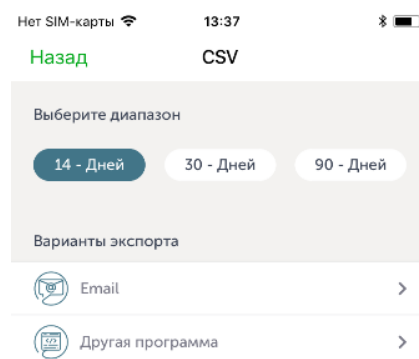 Нет SIM-карты 13:37
Назад CSV
Выберите диапазон
14 - Дней 30 - Дней 90 - Дней
Варианты экспорта
Email
Другая программа